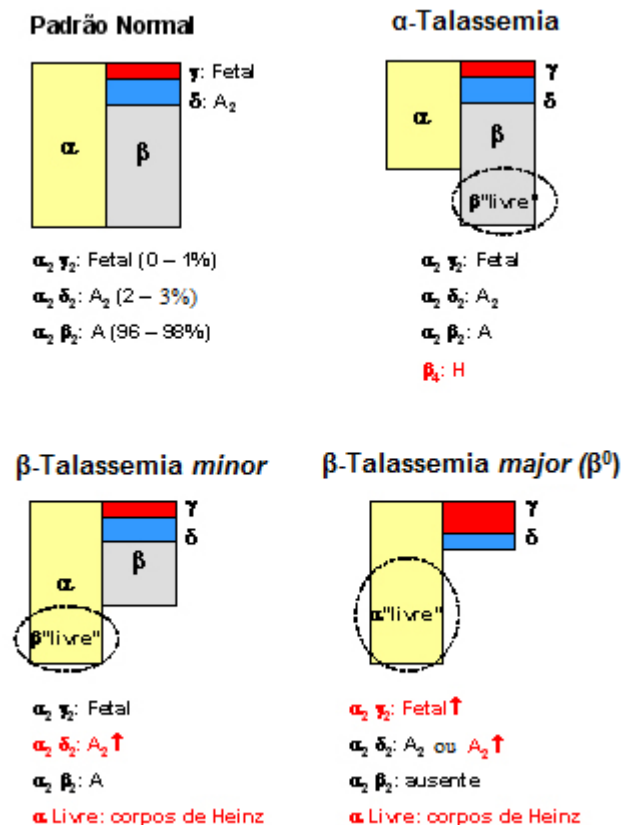 Padrão Normal
γ: Fetal
δ: A₂
α
β
α₂ γ₂: Fetal (0 – 1%)
α₂ δ₂: A₂ (2 – 3%)
α₂ β₂: A (96 – 98%)
α-Talassemia
γ
δ
α
β
β"livre"
α₂ γ₂: Fetal
α₂ δ₂: A₂
α₂ β₂: A
β₄: H
β-Talassemia minor
γ
δ
β
α
β"livre"
α₂ γ₂: Fetal
α₂ δ₂: A₂↑
α₂ β₂: A
α Livre: corpos de Heinz
β-Talassemia major (β⁰)
γ
δ
α"livre"
α₂ γ₂: Fetal↑
α₂ δ₂: A₂ ou A₂↑
α₂ β₂: ausente
α Livre: corpos de Heinz